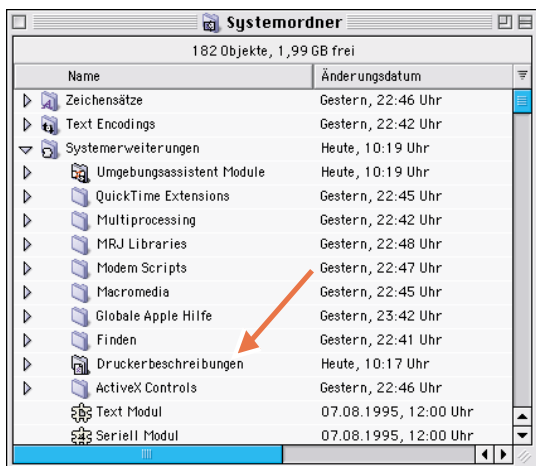 Systemordner
182 Objekte, 1,99 GB frei
Name Änderungsdatum
Zeichensätze Gestern, 22:46 Uhr
Text Encodings Gestern, 22:42 Uhr
Systemerweiterungen Heute, 10:19 Uhr
Umgebungsassistent Module Heute, 10:19 Uhr
QuickTime Extensions Gestern, 22:45 Uhr
Multiprocessing Gestern, 22:42 Uhr
MRJ Libraries Gestern, 22:48 Uhr
Modem Scripts Gestern, 22:47 Uhr
Macromedia Gestern, 22:45 Uhr
Globale Apple Hilfe Gestern, 23:42 Uhr
Finden Gestern, 22:41 Uhr
Druckerbeschreibungen Heute, 10:17 Uhr
ActiveX Controls Gestern, 22:46 Uhr
Text Modul 07.08.1995, 12:00 Uhr
Seriell Modul 07.08.1995, 12:00 Uhr